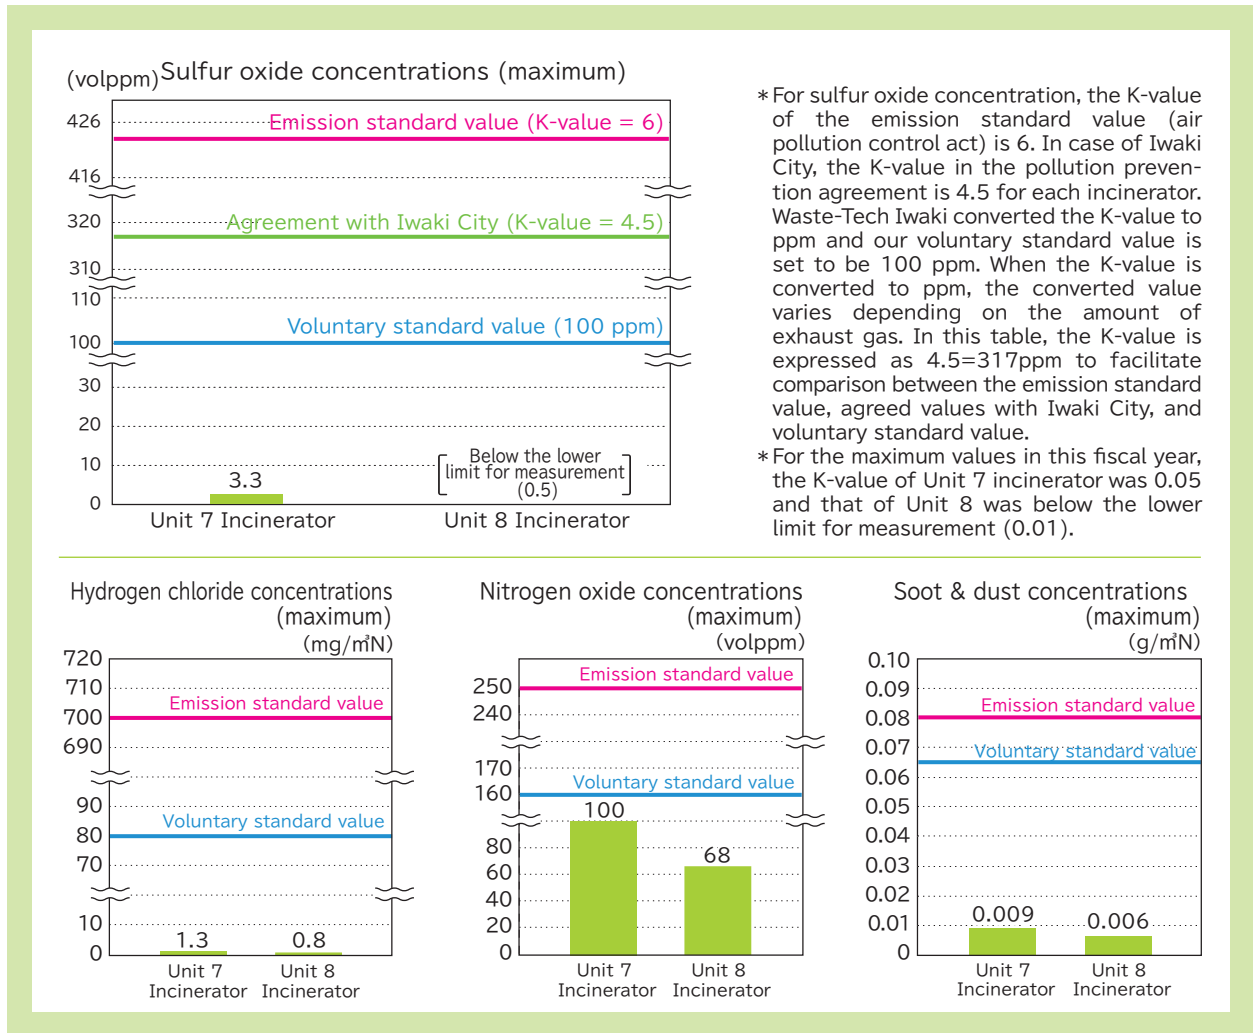 (volppm) Sulfur oxide concentrations (maximum)
426
Emission standard value (K-value = 6)
416
320
Agreement with Iwaki City (K-value = 4.5)
310
110
Voluntary standard value (100 ppm)
100
30
20
10
Below the lower
limit for measurement
(0.5)
3.3
0
Unit 7 Incinerator
Unit 8 Incinerator
* For sulfur oxide concentration, the K-value
of the emission standard value (air
pollution control act) is 6. In case of Iwaki
City, the K-value in the pollution preven-
tion agreement is 4.5 for each incinerator.
Waste-Tech Iwaki converted the K-value to
ppm and our voluntary standard value is
set to be 100 ppm. When the K-value is
converted to ppm, the converted value
varies depending on the amount of
exhaust gas. In this table, the K-value is
expressed as 4.5=317ppm to facilitate
comparison between the emission standard
value, agreed values with Iwaki City, and
voluntary standard value.
* For the maximum values in this fiscal year,
the K-value of Unit 7 incinerator was 0.05
and that of Unit 8 was below the lower
limit for measurement (0.01).
Hydrogen chloride concentrations
(maximum)
(mg/㎥N)
720
710
Emission standard value
700
690
90
Voluntary standard value
80
70
10
1.3
0.8
0
Unit 7
Incinerator
Unit 8
Incinerator
Nitrogen oxide concentrations
(maximum)
(volppm)
Emission standard value
250
240
170
Voluntary standard value
160
100
80
68
60
40
20
0
Unit 7
Incinerator
Unit 8
Incinerator
Soot & dust concentrations
(maximum)
(g/㎥N)
0.10
0.09
Emission standard value
0.08
0.07
Voluntary standard value
0.06
0.05
0.04
0.03
0.02
0.01
0.009
0.006
0
Unit 7
Incinerator
Unit 8
Incinerator